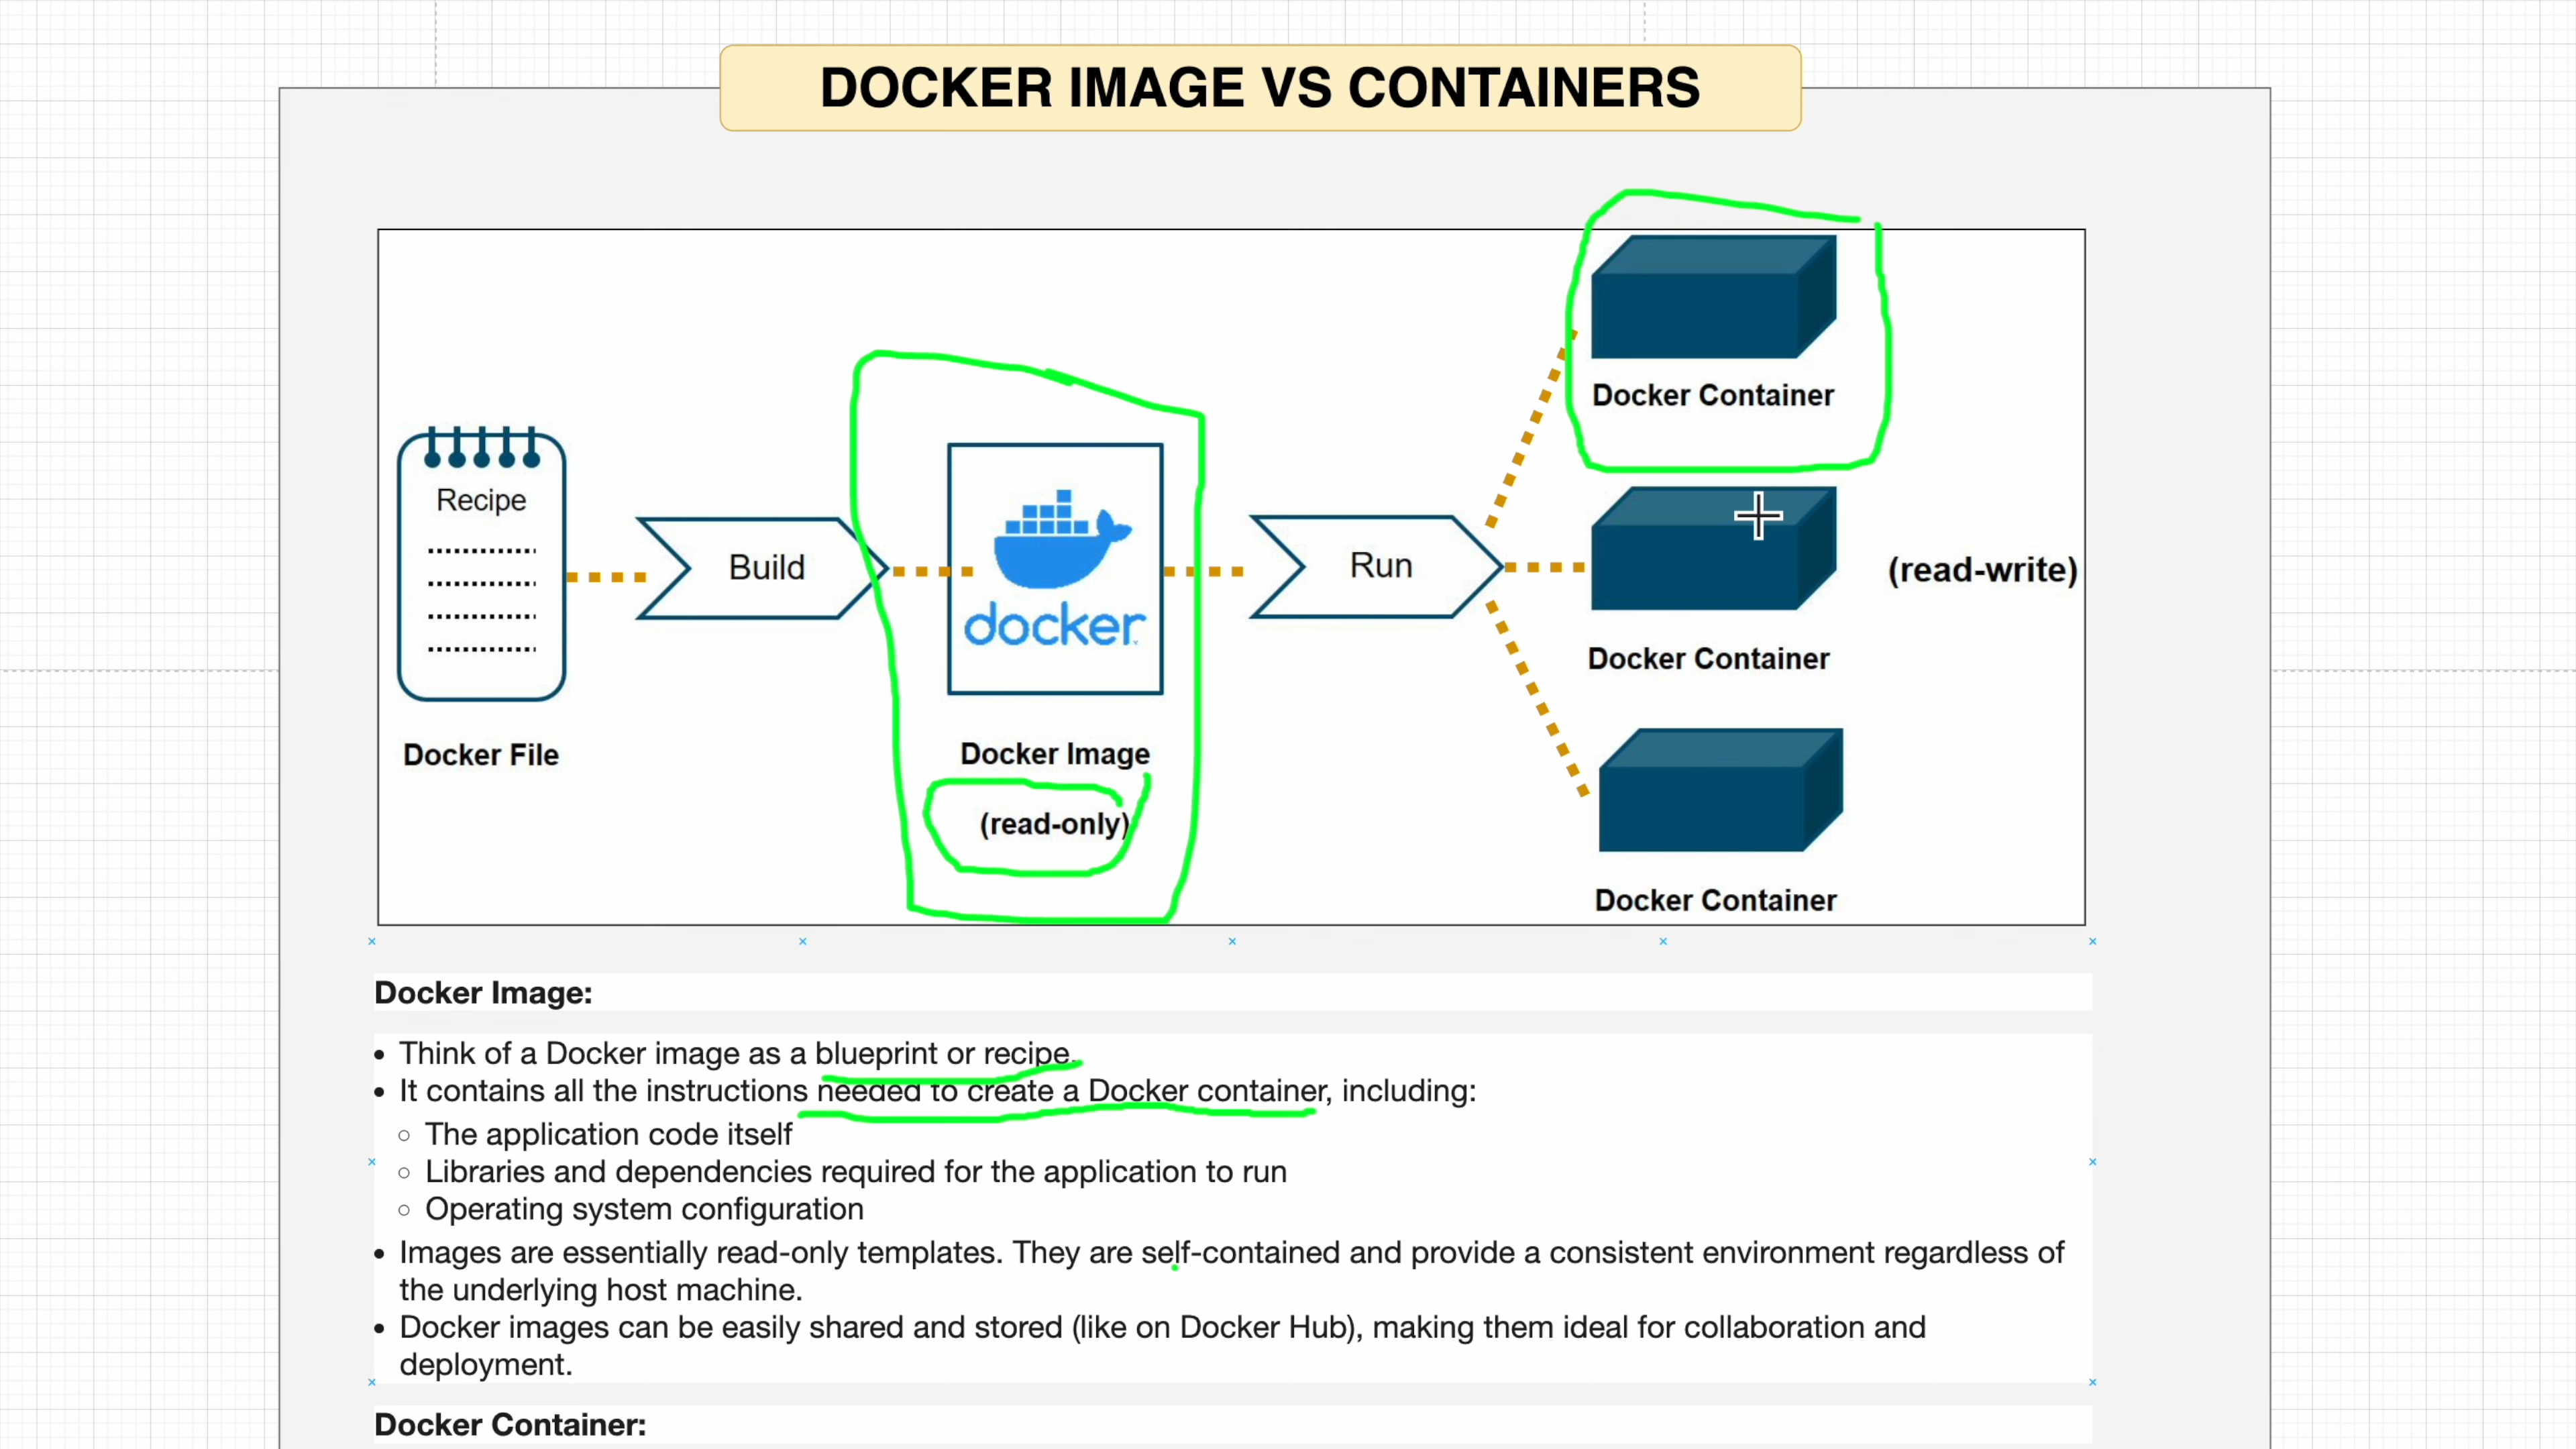 DOCKER IMAGE VS CONTAINERS
Docker Container
Recipe
Build
docker
Run
(read-write)
Docker Container
Docker File
Docker Image
(read-only)
Docker Container
Docker Image:
• Think of a Docker image as a blueprint or recipe.
• It contains all the instructions needed to create a Docker container, including:
○ The application code itself
○ Libraries and dependencies required for the application to run
○ Operating system configuration
• Images are essentially read-only templates. They are self-contained and provide a consistent environment regardless of
the underlying host machine.
• Docker images can be easily shared and stored (like on Docker Hub), making them ideal for collaboration and
deployment.
Docker Container: